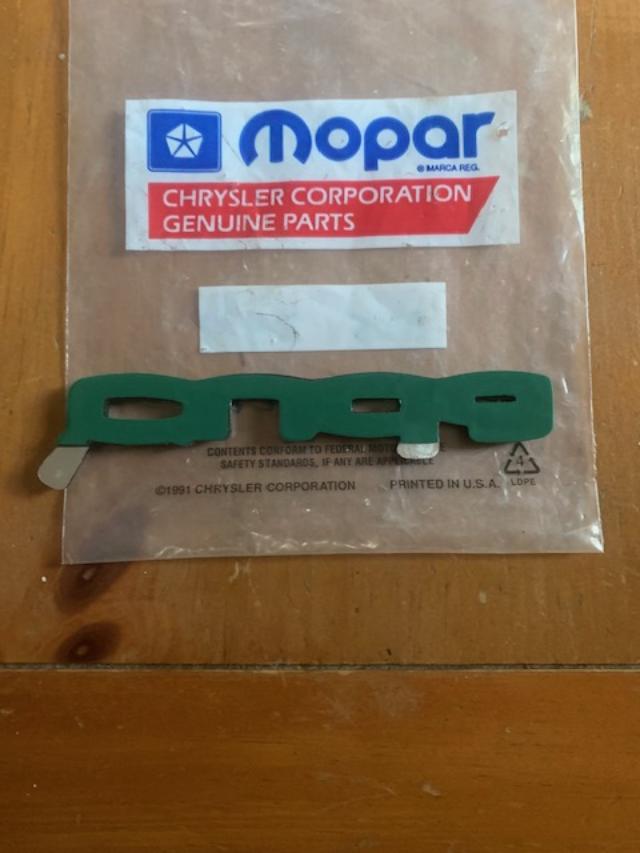 Mopar
® MARCA REG.
CHRYSLER CORPORATION
GENUINE PARTS
CONTENTS CONFORM TO FEDERAL
SAFETY STANDARDS, IF ANY ARE APPLICABLE
©1991 CHRYSLER CORPORATION PRINTED IN U.S.A.
4
LDPE